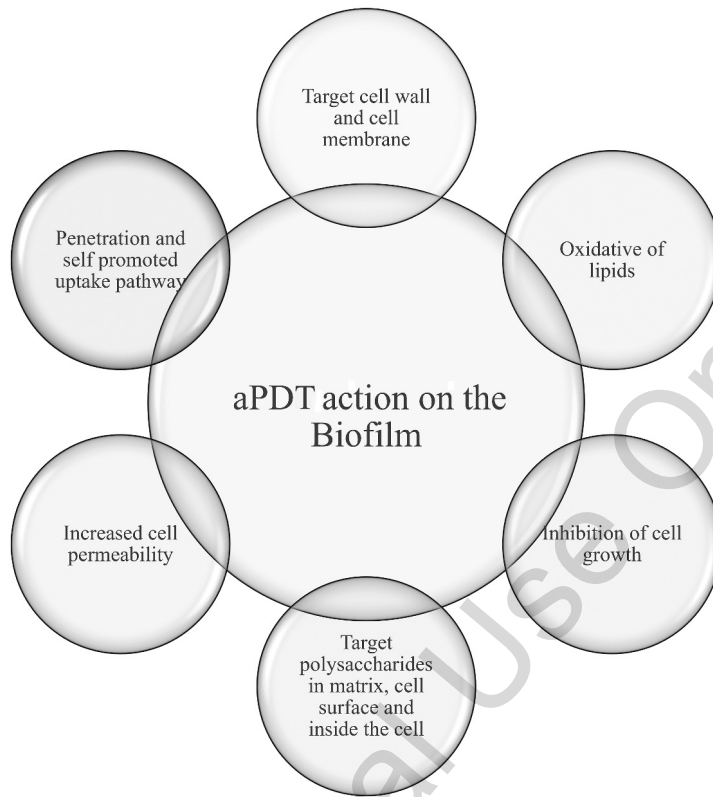 Target cell wall
and cell
membrane
Oxidative of
lipids
Inhibition of cell
growth
Target
polysaccharides
in matrix, cell
surface and
inside the cell
Increased cell
permeability
Penetration and
self promoted
uptake pathway
aPDT action on the
Biofilm